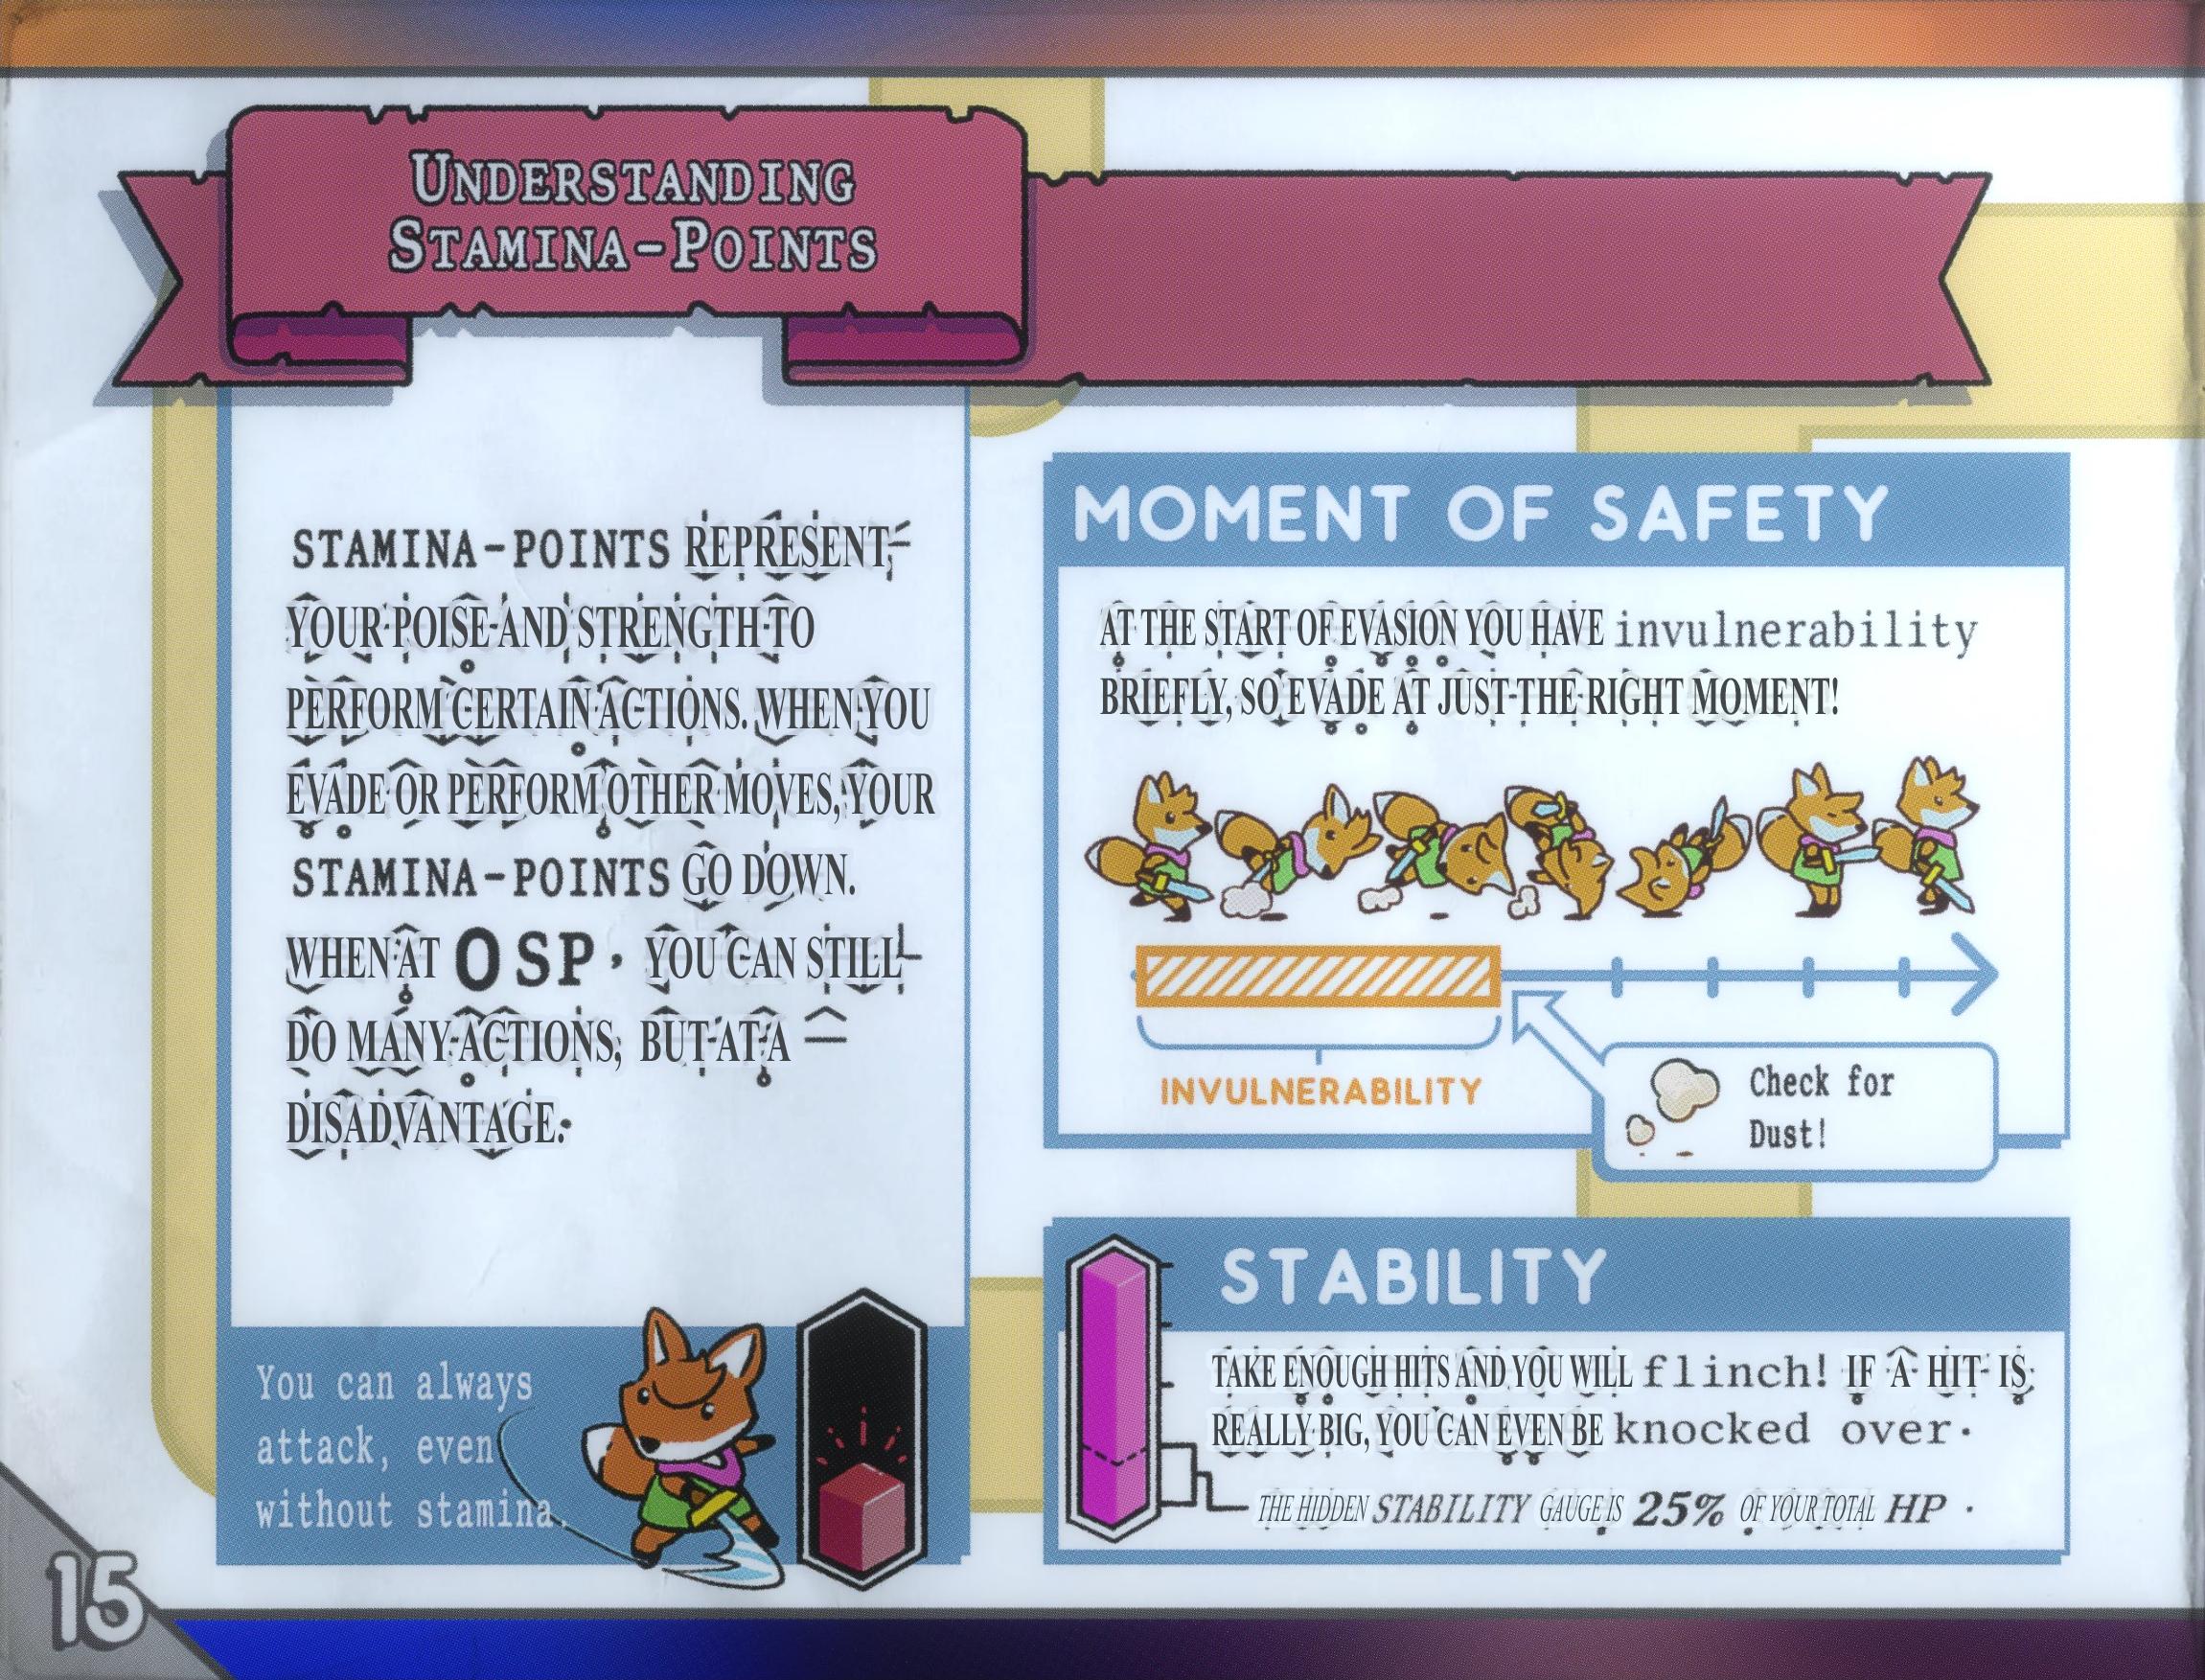 UNDERSTANDING
STAMINA-POINTS
STAMINA-POINTS REPRESENT
YOUR POISE AND STRENGTH TO
PERFORM CERTAIN ACTIONS. WHEN YOU
EVADE OR PERFORM OTHER MOVES, YOUR
STAMINA-POINTS GO DOWN.
WHEN AT 0 SP, YOU CAN STILL
DO MANY ACTIONS, BUT AT A
DISADVANTAGE.
You can always
attack, even
without stamina.
MOMENT OF SAFETY
AT THE START OF EVASION YOU HAVE invulnerability
BRIEFLY, SO EVADE AT JUST THE RIGHT MOMENT!
INVULNERABILITY
Check for
Dust!
STABILITY
TAKE ENOUGH HITS AND YOU WILL flinch! IF A HIT IS
REALLY BIG, YOU CAN EVEN BE knocked over.
THE HIDDEN STABILITY GAUGE IS 25% OF YOUR TOTAL HP.
15